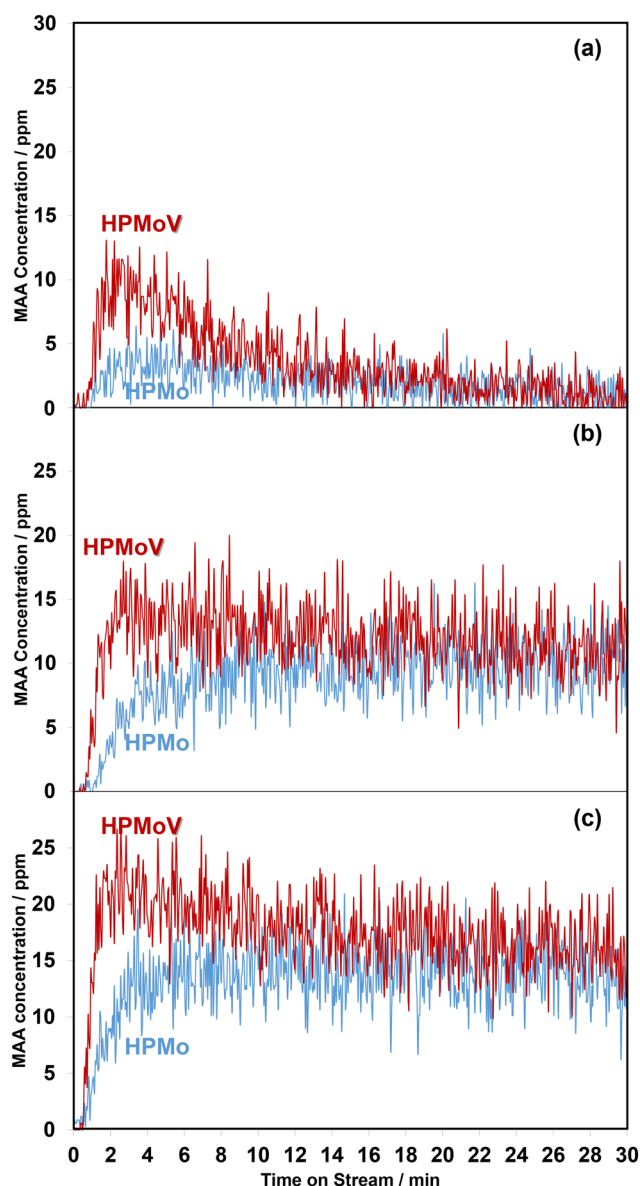 30
(a)
25
20
MAA Concentration / ppm
15
HPMoV
10
5
HPMo
0
(b)
25
20
HPMoV
MAA Concentration / ppm
15
10
5
HPMo
0
(c)
HPMoV
25
20
MAA concentration / ppm
15
10
HPMo
5
0
0 2 4 6 8 10 12 14 16 18 20 22 24 26 28 30
Time on Stream / min